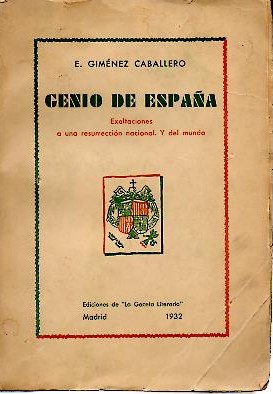 E. GIMÉNEZ CABALLERO
GENIO DE ESPAÑA
Exaltaciones
a una resurrección nacional. Y del mundo
Ediciones de "La Gaceta Literaria"
Madrid 1932